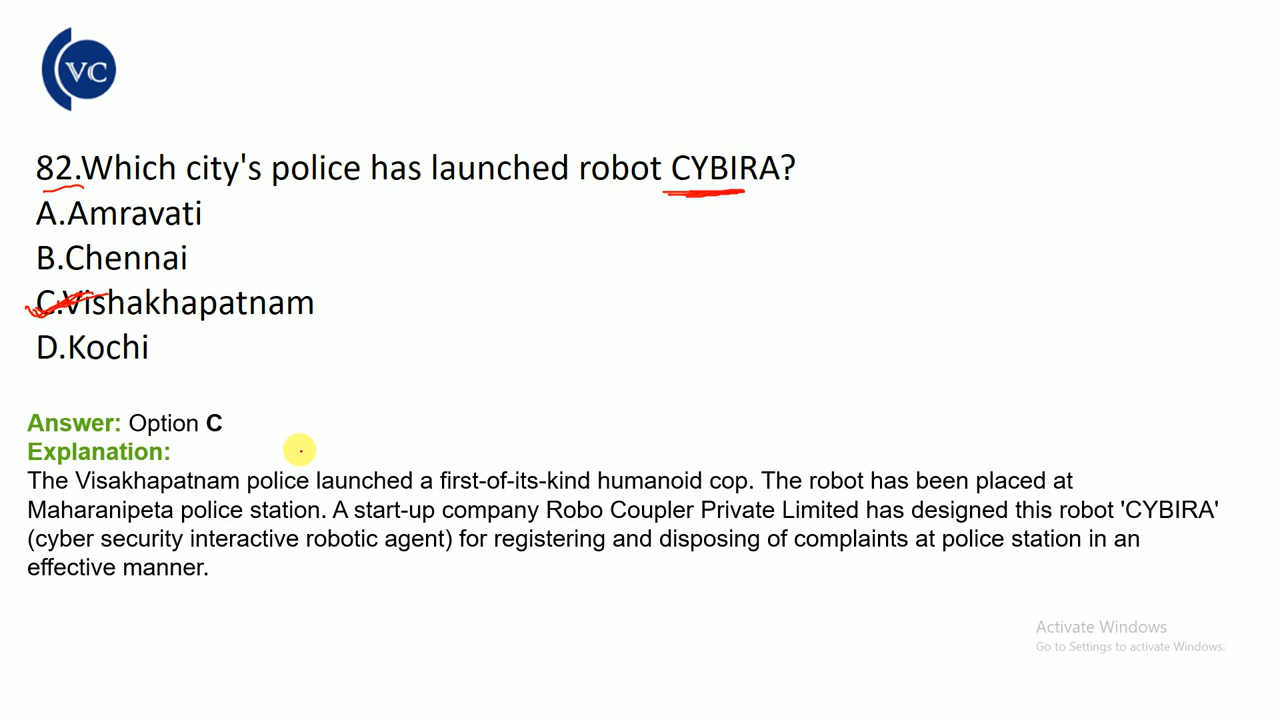 VC
82.Which city's police has launched robot CYBIRA?
A.Amravati
B.Chennai
C.Vishakhapatnam
D.Kochi
Answer: Option C
Explanation:
The Visakhapatnam police launched a first-of-its-kind humanoid cop. The robot has been placed at
Maharanipeta police station. A start-up company Robo Coupler Private Limited has designed this robot 'CYBIRA'
(cyber security interactive robotic agent) for registering and disposing of complaints at police station in an
effective manner.
Activate Windows
Go to Settings to activate Windows.